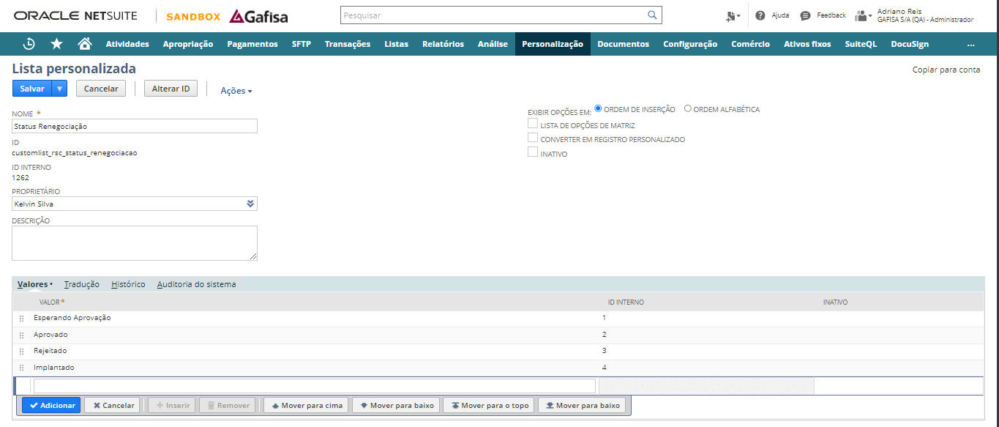 ORACLE NETSUITE SANDBOX Gafisa Pesquisar Ajuda Feedback Adriano Reis
GAFISA S/A (QA) - Administrador
Atividades Apropriação Pagamentos SFTP Transações Listas Relatórios Análise Personalização Documentos Configuração Comércio Ativos fixos SuiteQL DocuSign ...
Lista personalizada
Copiar para conta
Salvar Cancelar Alterar ID Ações
NOME *
Status Renegociação
ID
customlist_rsc_status_renegociacao
ID INTERNO
1262
PROPRIETÁRIO
Kelvin Silva
DESCRIÇÃO
EXIBIR OPÇÕES EM: ORDEM DE INSERÇÃO ORDEM ALFABÉTICA
LISTA DE OPÇÕES DE MATRIZ
CONVERTER EM REGISTRO PERSONALIZADO
INATIVO
Valores • Tradução Histórico Auditoria do sistema
VALOR * ID INTERNO INATIVO
Esperando Aprovação 1
Aprovado 2
Rejeitado 3
Implantado 4
Adicionar Cancelar Inserir Remover Mover para cima Mover para baixo Mover para o topo Mover para baixo